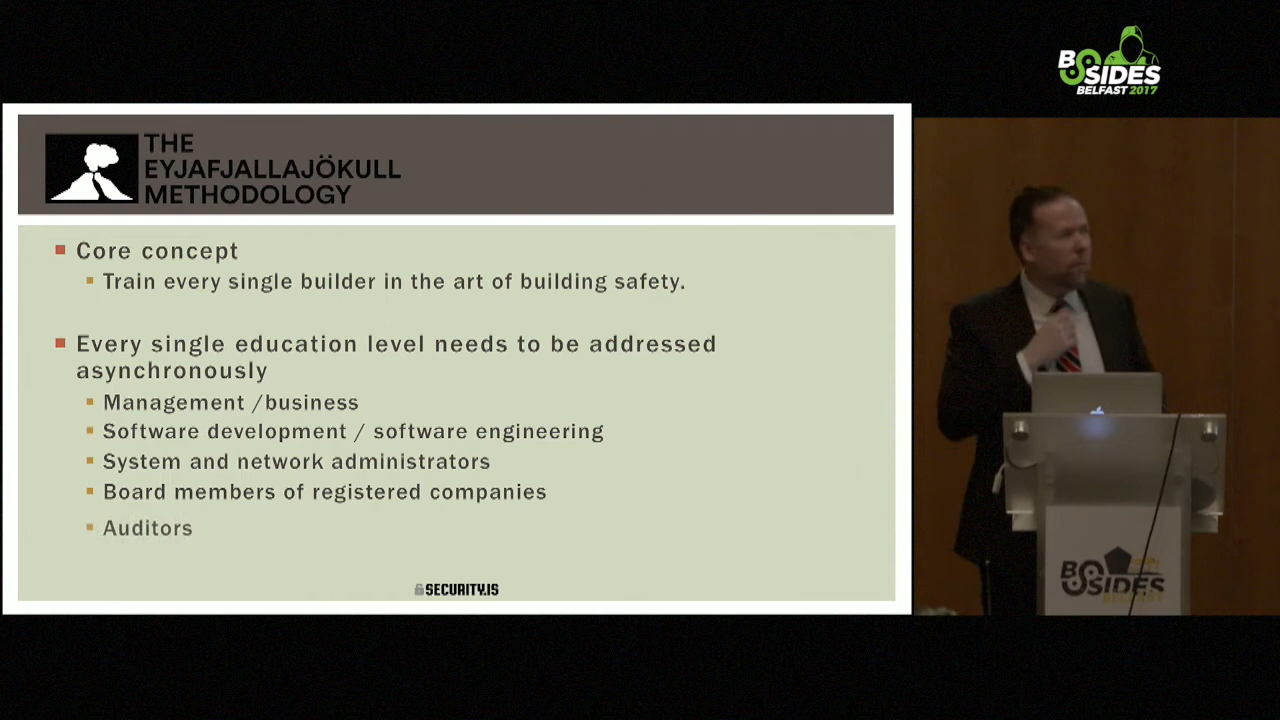 BSIDES
BELFAST 2017
THE
EYJAFJALLAJÖKULL
METHODOLOGY
Core concept
Train every single builder in the art of building safety.
Every single education level needs to be addressed
asynchronously
Management /business
Software development / software engineering
System and network administrators
Board members of registered companies
Auditors
SECURITY.IS
BSIDES
BELFAST